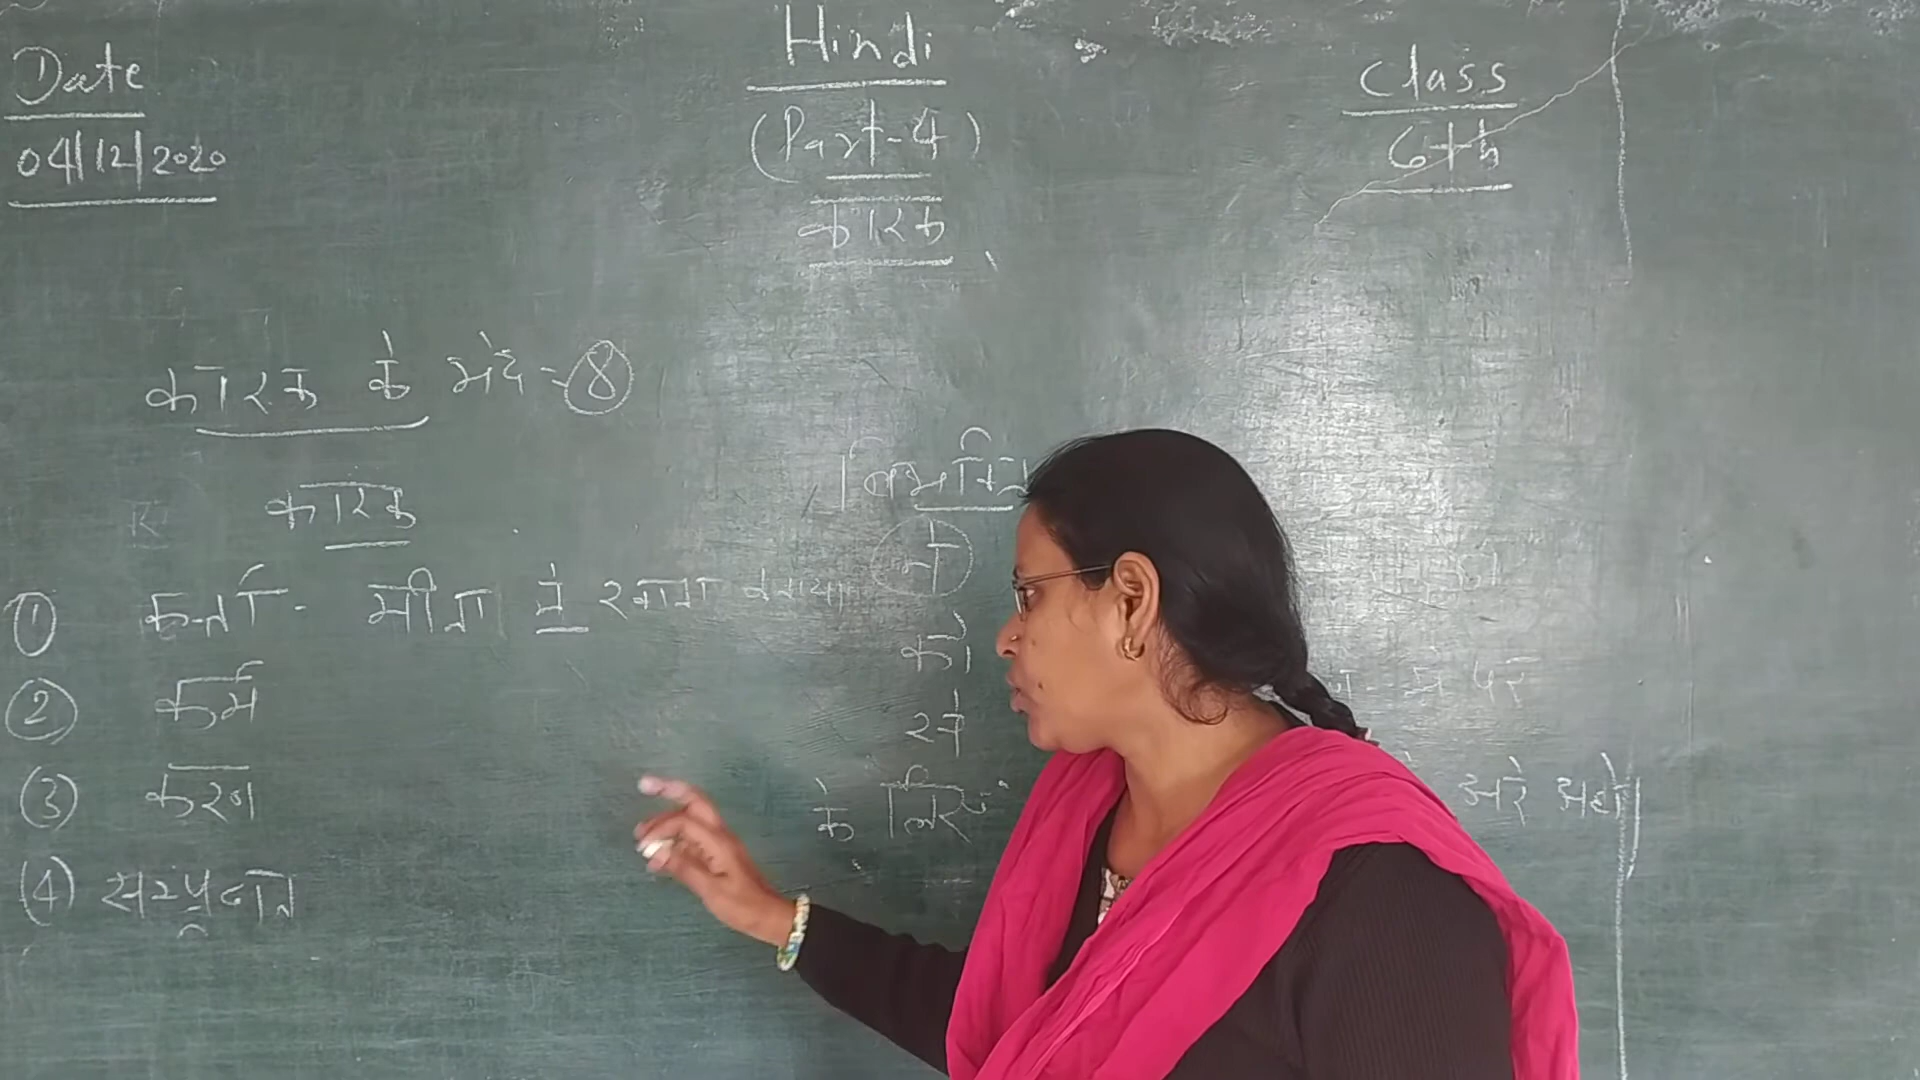 Date
04/12/2020
Hindi
(Part-4)
कारक
Class
6th
कारक के भेद = 8
कारक
① कर्ता - मीना ने खाना बनाया।
② कर्म
(3) करण
(4) सम्प्रदान
ने
को
से
के लिए
में पर
अरे अहो